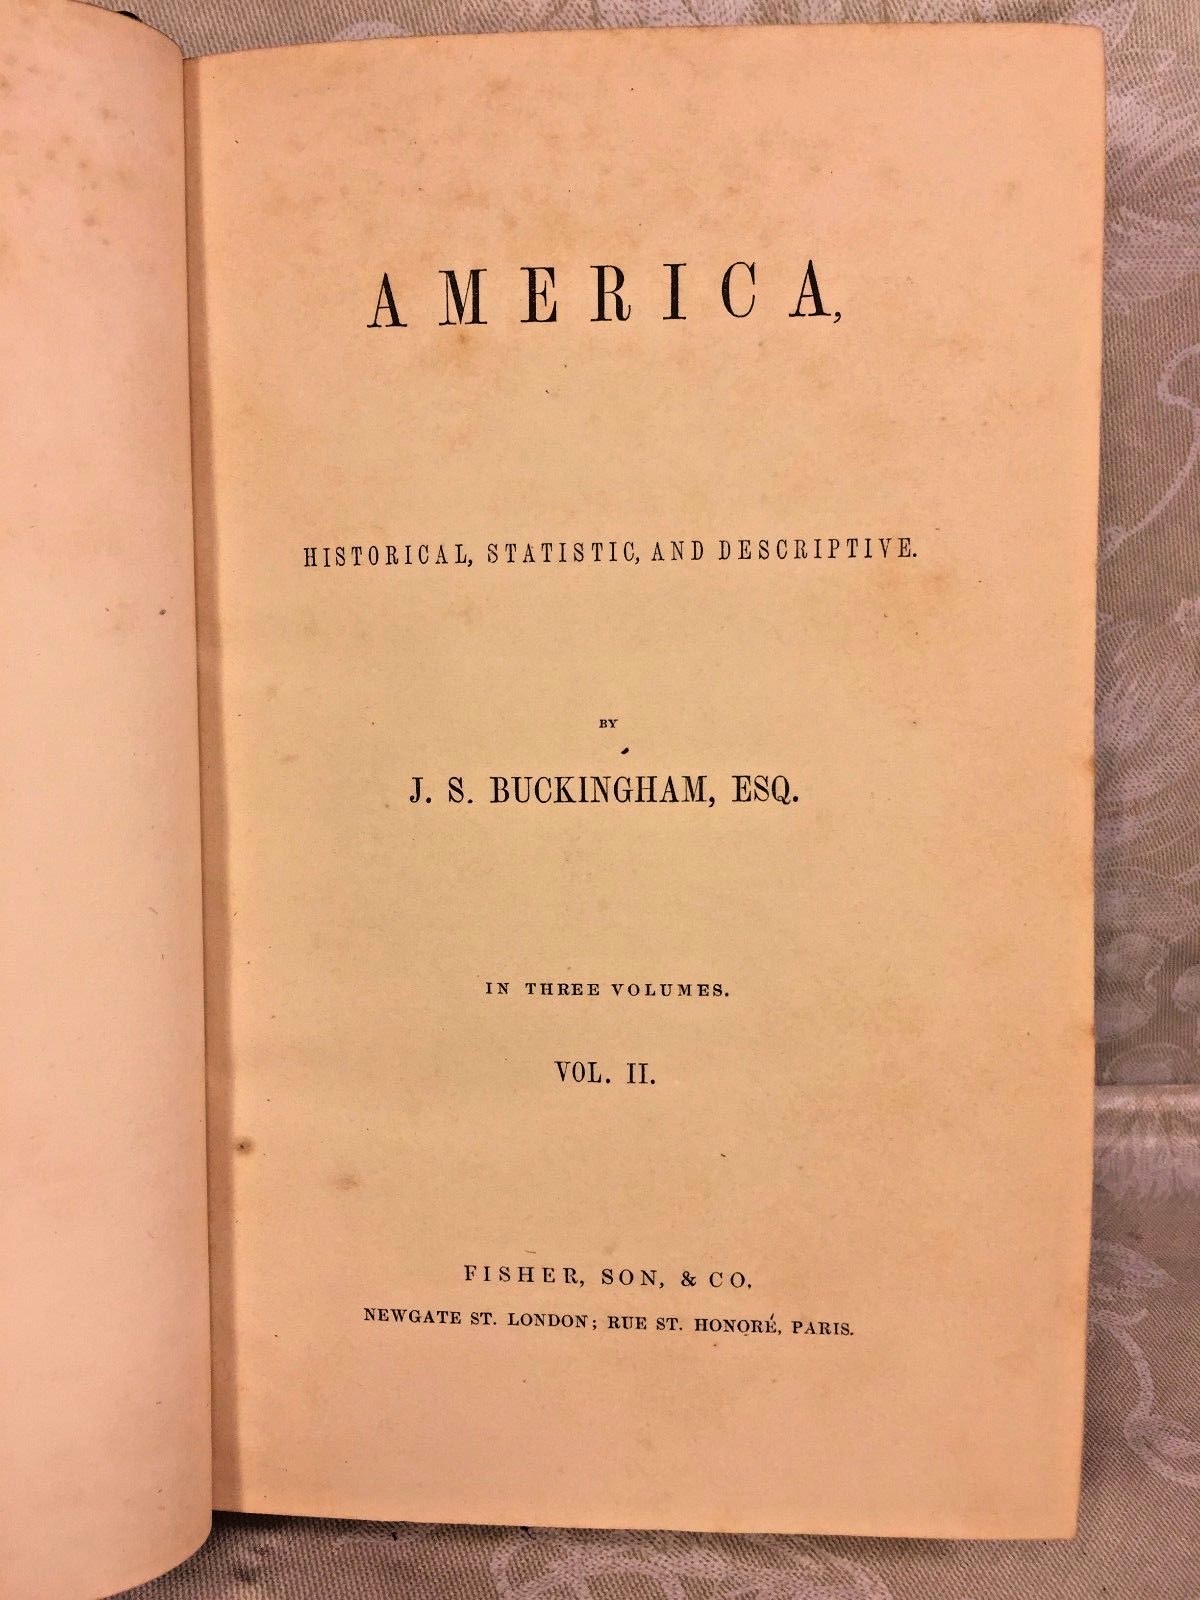 AMERICA,
HISTORICAL, STATISTIC, AND DESCRIPTIVE.
BY
J. S. BUCKINGHAM, ESQ.
IN THREE VOLUMES.
VOL. II.
FISHER, SON, & CO.
NEWGATE ST. LONDON; RUE ST. HONORÉ, PARIS.